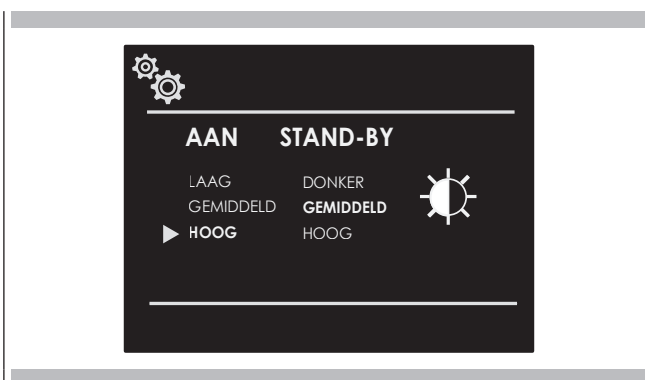 AAN STAND-BY
LAAG DONKER
GEMIDDELD GEMIDDELD
HOOG HOOG